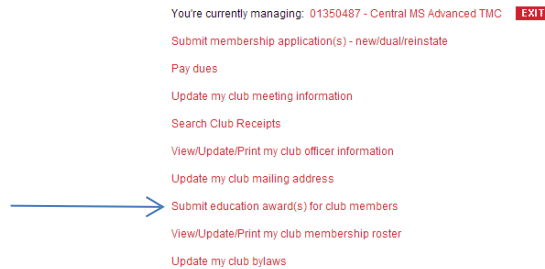 You're currently managing: 01350487 - Central MS Advanced TMC EXIT
Submit membership application(s) - new/dual/reinstate
Pay dues
Update my club meeting information
Search Club Receipts
View/Update/Print my club officer information
Update my club mailing address
Submit education award(s) for club members
View/Update/Print my club membership roster
Update my club bylaws